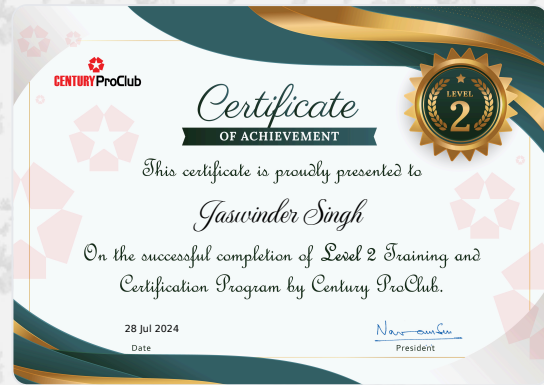 CENTURY ProClub
Certificate
OF ACHIEVEMENT
LEVEL
2
This certificate is proudly presented to
Jaswinder Singh
On the successful completion of Level 2 Training and
Certification Program by Century ProClub.
28 Jul 2024
Date
President